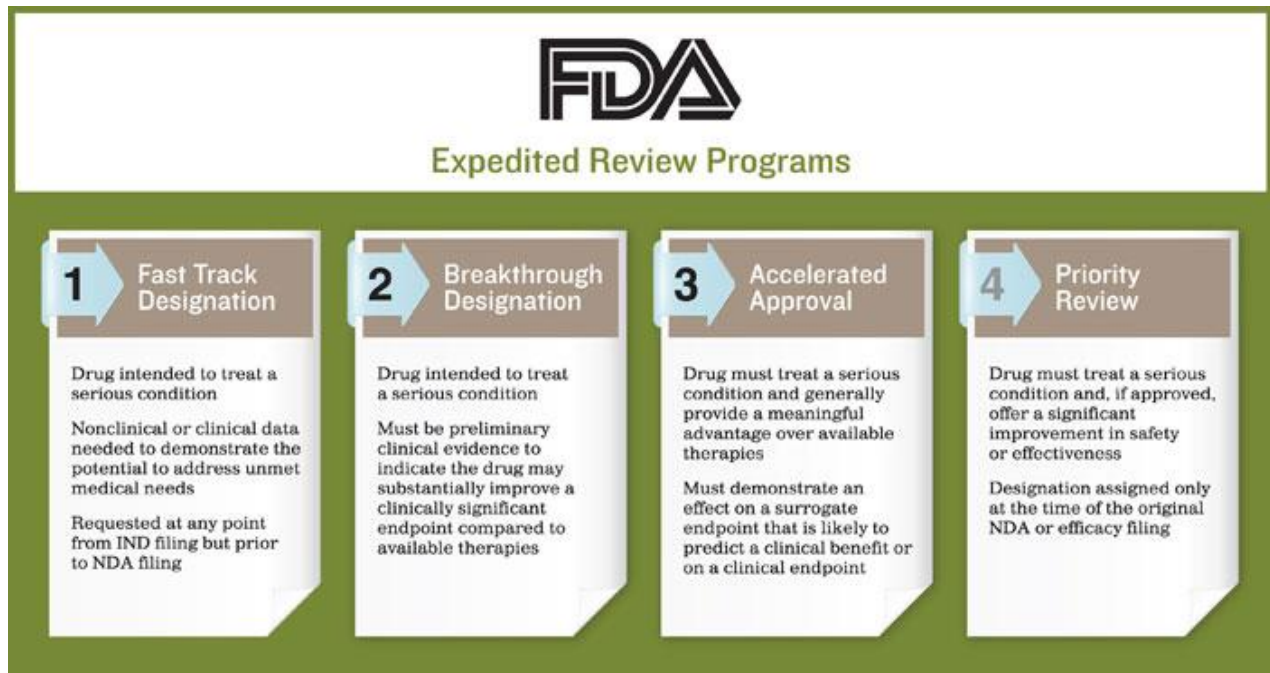 FDA
Expedited Review Programs
1
Fast Track
Designation
Drug intended to treat a
serious condition
Nonclinical or clinical data
needed to demonstrate the
potential to address unmet
medical needs
Requested at any point
from IND filing but prior
to NDA filing
2
Breakthrough
Designation
Drug intended to treat
a serious condition
Must be preliminary
clinical evidence to
indicate the drug may
substantially improve a
clinically significant
endpoint compared to
available therapies
3
Accelerated
Approval
Drug must treat a serious
condition and generally
provide a meaningful
advantage over available
therapies
Must demonstrate an
effect on a surrogate
endpoint that is likely to
predict a clinical benefit or
on a clinical endpoint
4
Priority
Review
Drug must treat a serious
condition and, if approved,
offer a significant
improvement in safety
or effectiveness
Designation assigned only
at the time of the original
NDA or efficacy filing